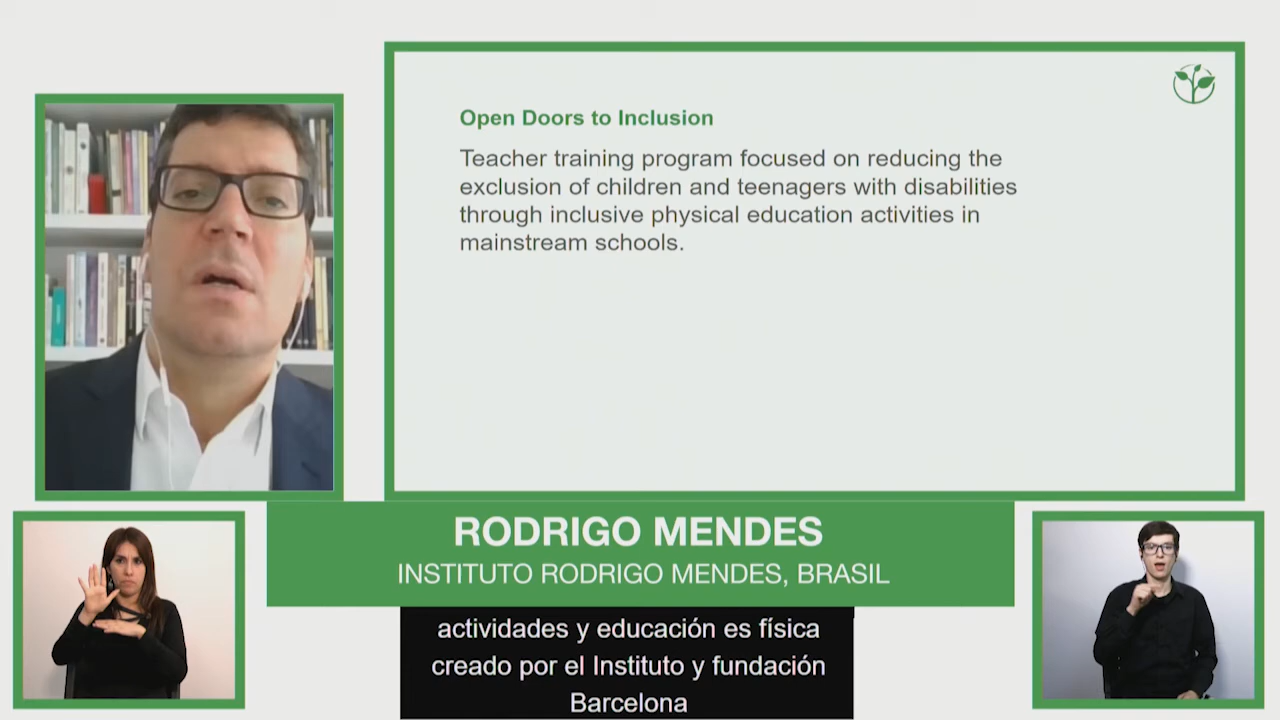 Open Doors to Inclusion
Teacher training program focused on reducing the
exclusion of children and teenagers with disabilities
through inclusive physical education activities in
mainstream schools.
RODRIGO MENDES
INSTITUTO RODRIGO MENDES, BRASIL
actividades y educación es física
creado por el Instituto y fundación
Barcelona